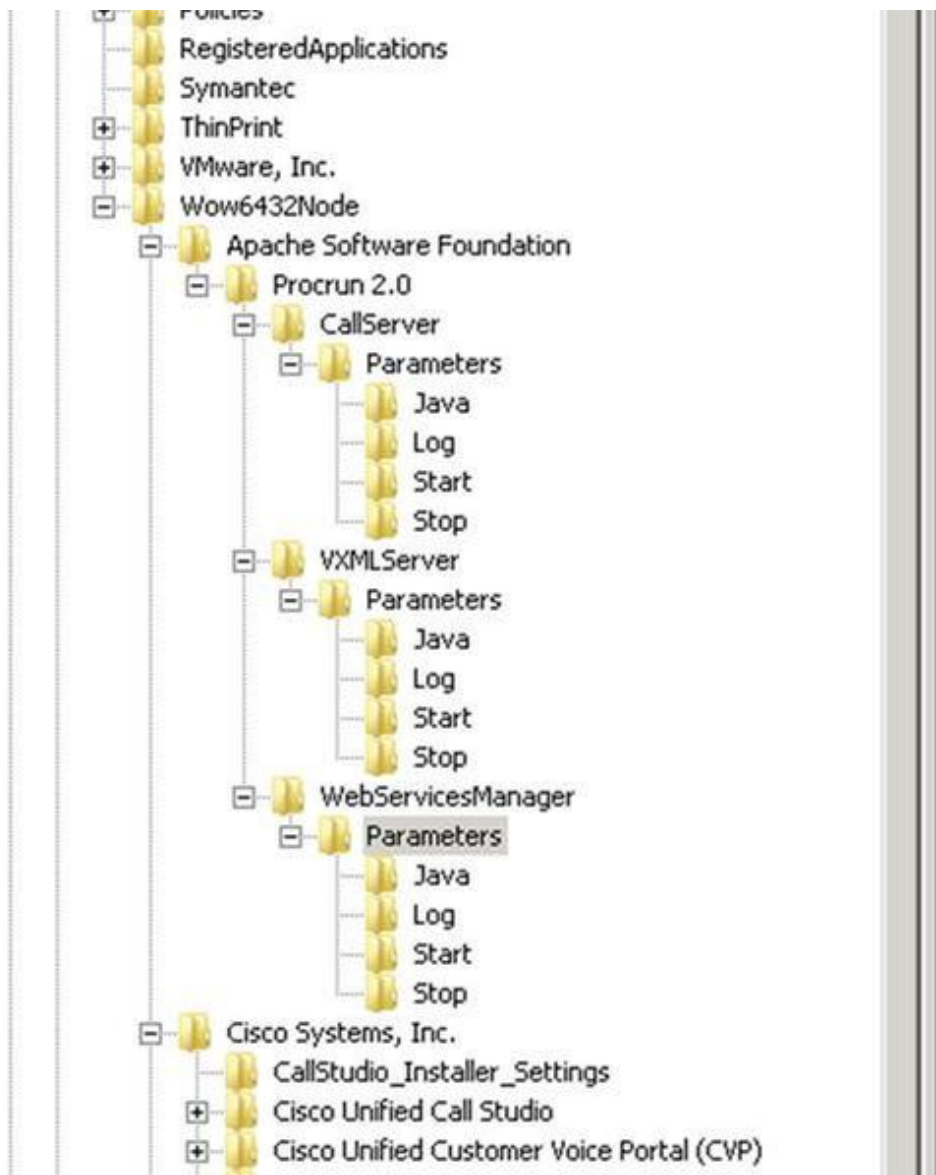 Policies
RegisteredApplications
Symantec
ThinPrint
VMware, Inc.
Wow6432Node
Apache Software Foundation
Procrun 2.0
CallServer
Parameters
Java
Log
Start
Stop
VXMLServer
Parameters
Java
Log
Start
Stop
WebServicesManager
Parameters
Java
Log
Start
Stop
Cisco Systems, Inc.
CallStudio_Installer_Settings
Cisco Unified Call Studio
Cisco Unified Customer Voice Portal (CVP)